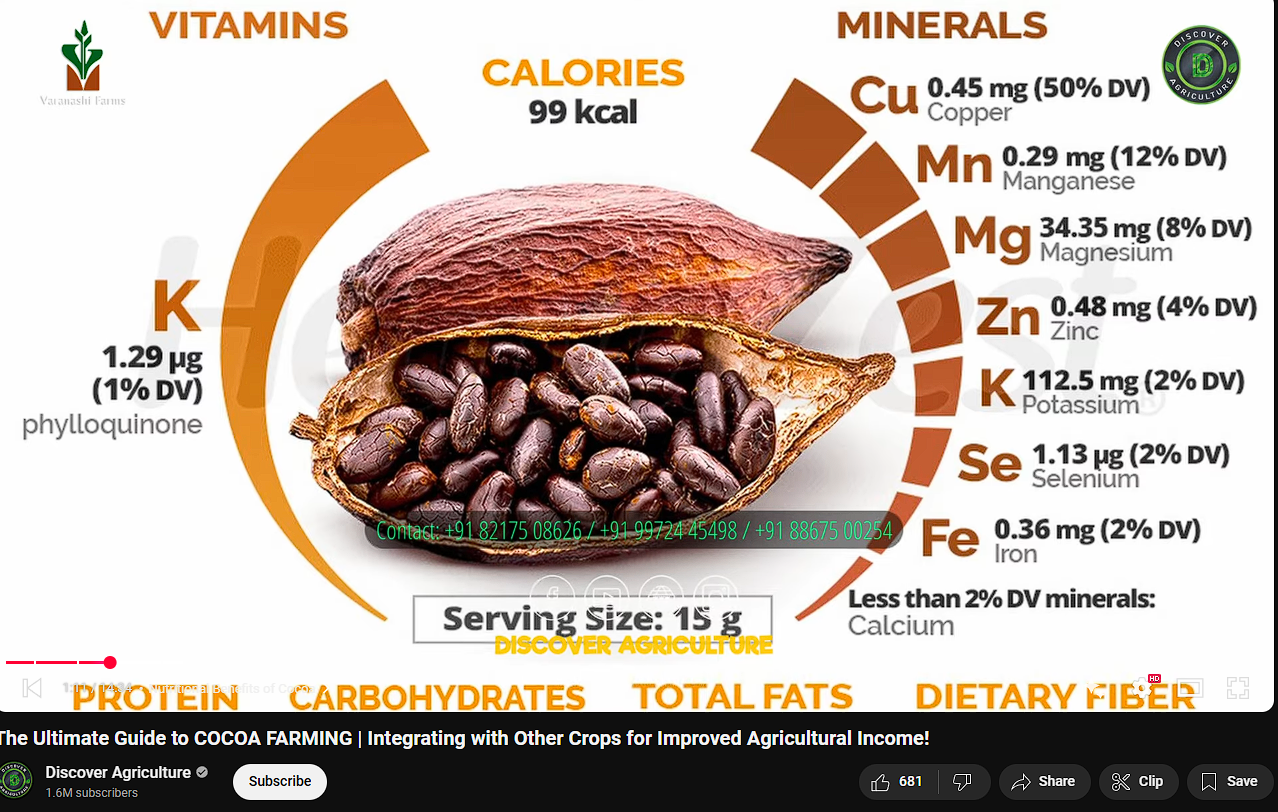 VITAMINS
MINERALS
Varanashi Farms
DISCOVER
AGRICULTURE
CALORIES
99 kcal
Cu 0.45 mg (50% DV)
Copper
Mn 0.29 mg (12% DV)
Manganese
Mg 34.35 mg (8% DV)
Magnesium
K
1.29 µg
(1% DV)
phylloquinone
Zn 0.48 mg (4% DV)
Zinc
K 112.5 mg (2% DV)
Potassium
Se 1.13 µg (2% DV)
Selenium
Fe 0.36 mg (2% DV)
Iron
Less than 2% DV minerals:
Calcium
Contact: +91 82175 08626 / +91 99724 45498 / +91 88675 00254
Serving Size: 15 g
DISCOVER AGRICULTURE
HD
Nutritional Benefits of Cocoa
PROTEIN CARBOHYDRATES TOTAL FATS DIETARY FIBER
The Ultimate Guide to COCOA FARMING | Integrating with Other Crops for Improved Agricultural Income!
Discover Agriculture
1.6M subscribers
Subscribe
681
Share
Clip
Save